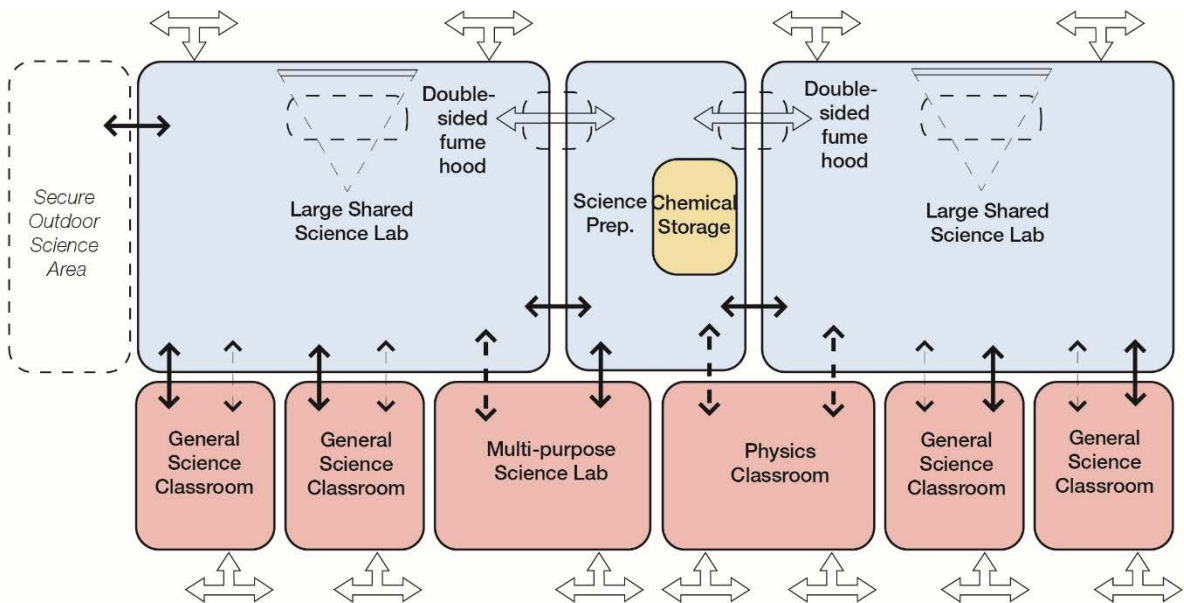 Secure
Outdoor
Science
Area
Large Shared
Science Lab
Double-
sided
fume
hood
Science
Prep.
Chemical
Storage
Double-
sided
fume
hood
Large Shared
Science Lab
General
Science
Classroom
General
Science
Classroom
Multi-purpose
Science Lab
Physics
Classroom
General
Science
Classroom
General
Science
Classroom